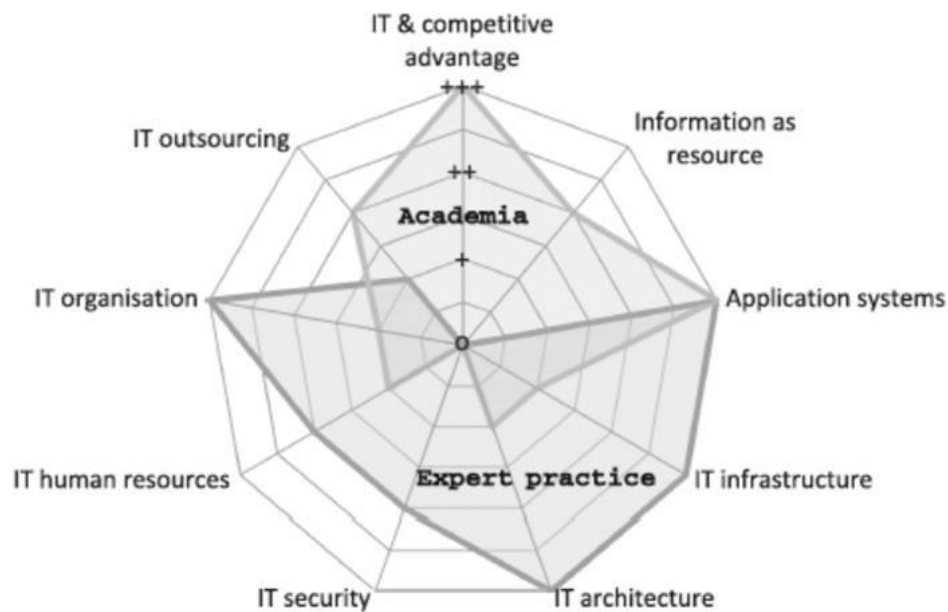 IT & competitive
advantage
+++
IT outsourcing
Information as
resource
++
Academia
+
IT organisation
Application systems
o
IT human resources
Expert practice
IT infrastructure
IT security
IT architecture